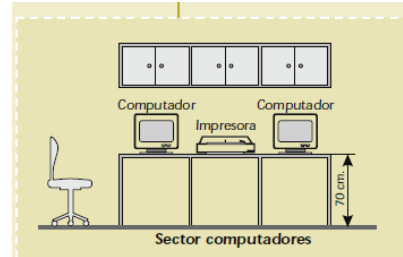 Computador
Computador
Impresora
70 cm.
Sector computadores